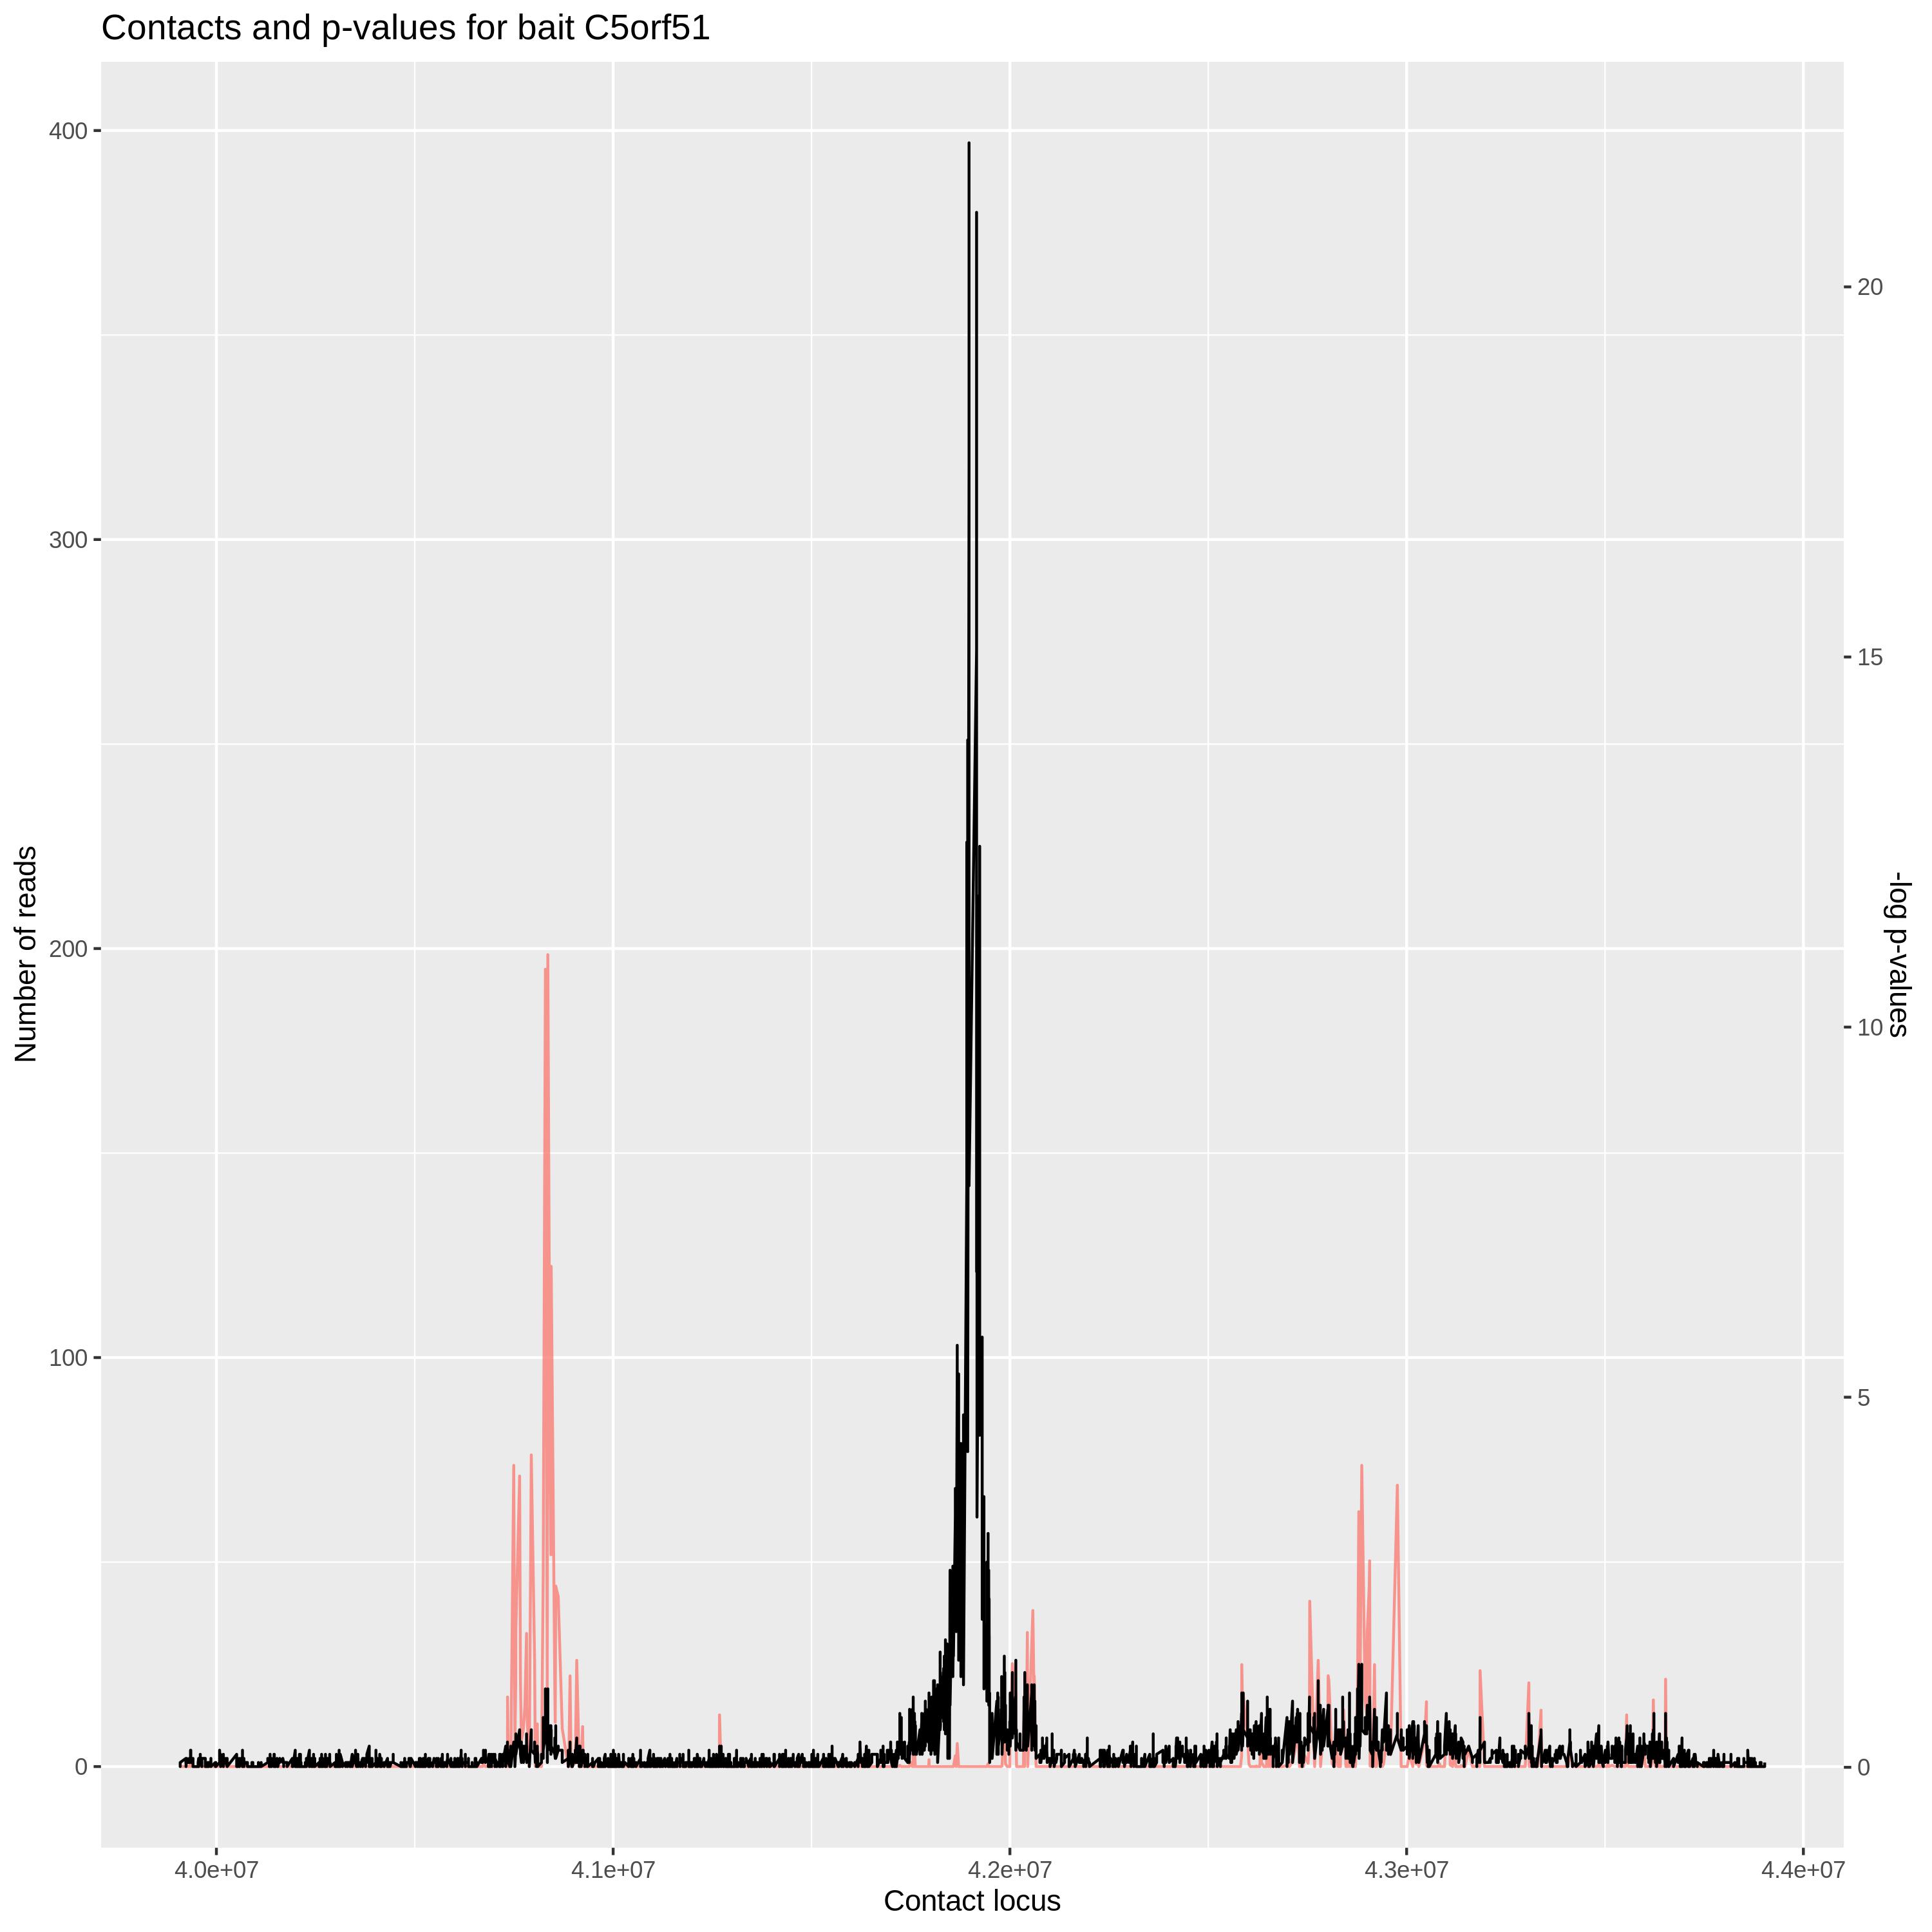 Contacts and p-values for bait C5orf51
400
300
200
100
0
Number of reads
20
15
10
5
0
-log p-values
4.0e+07 4.1e+07 4.2e+07 4.3e+07 4.4e+07
Contact locus